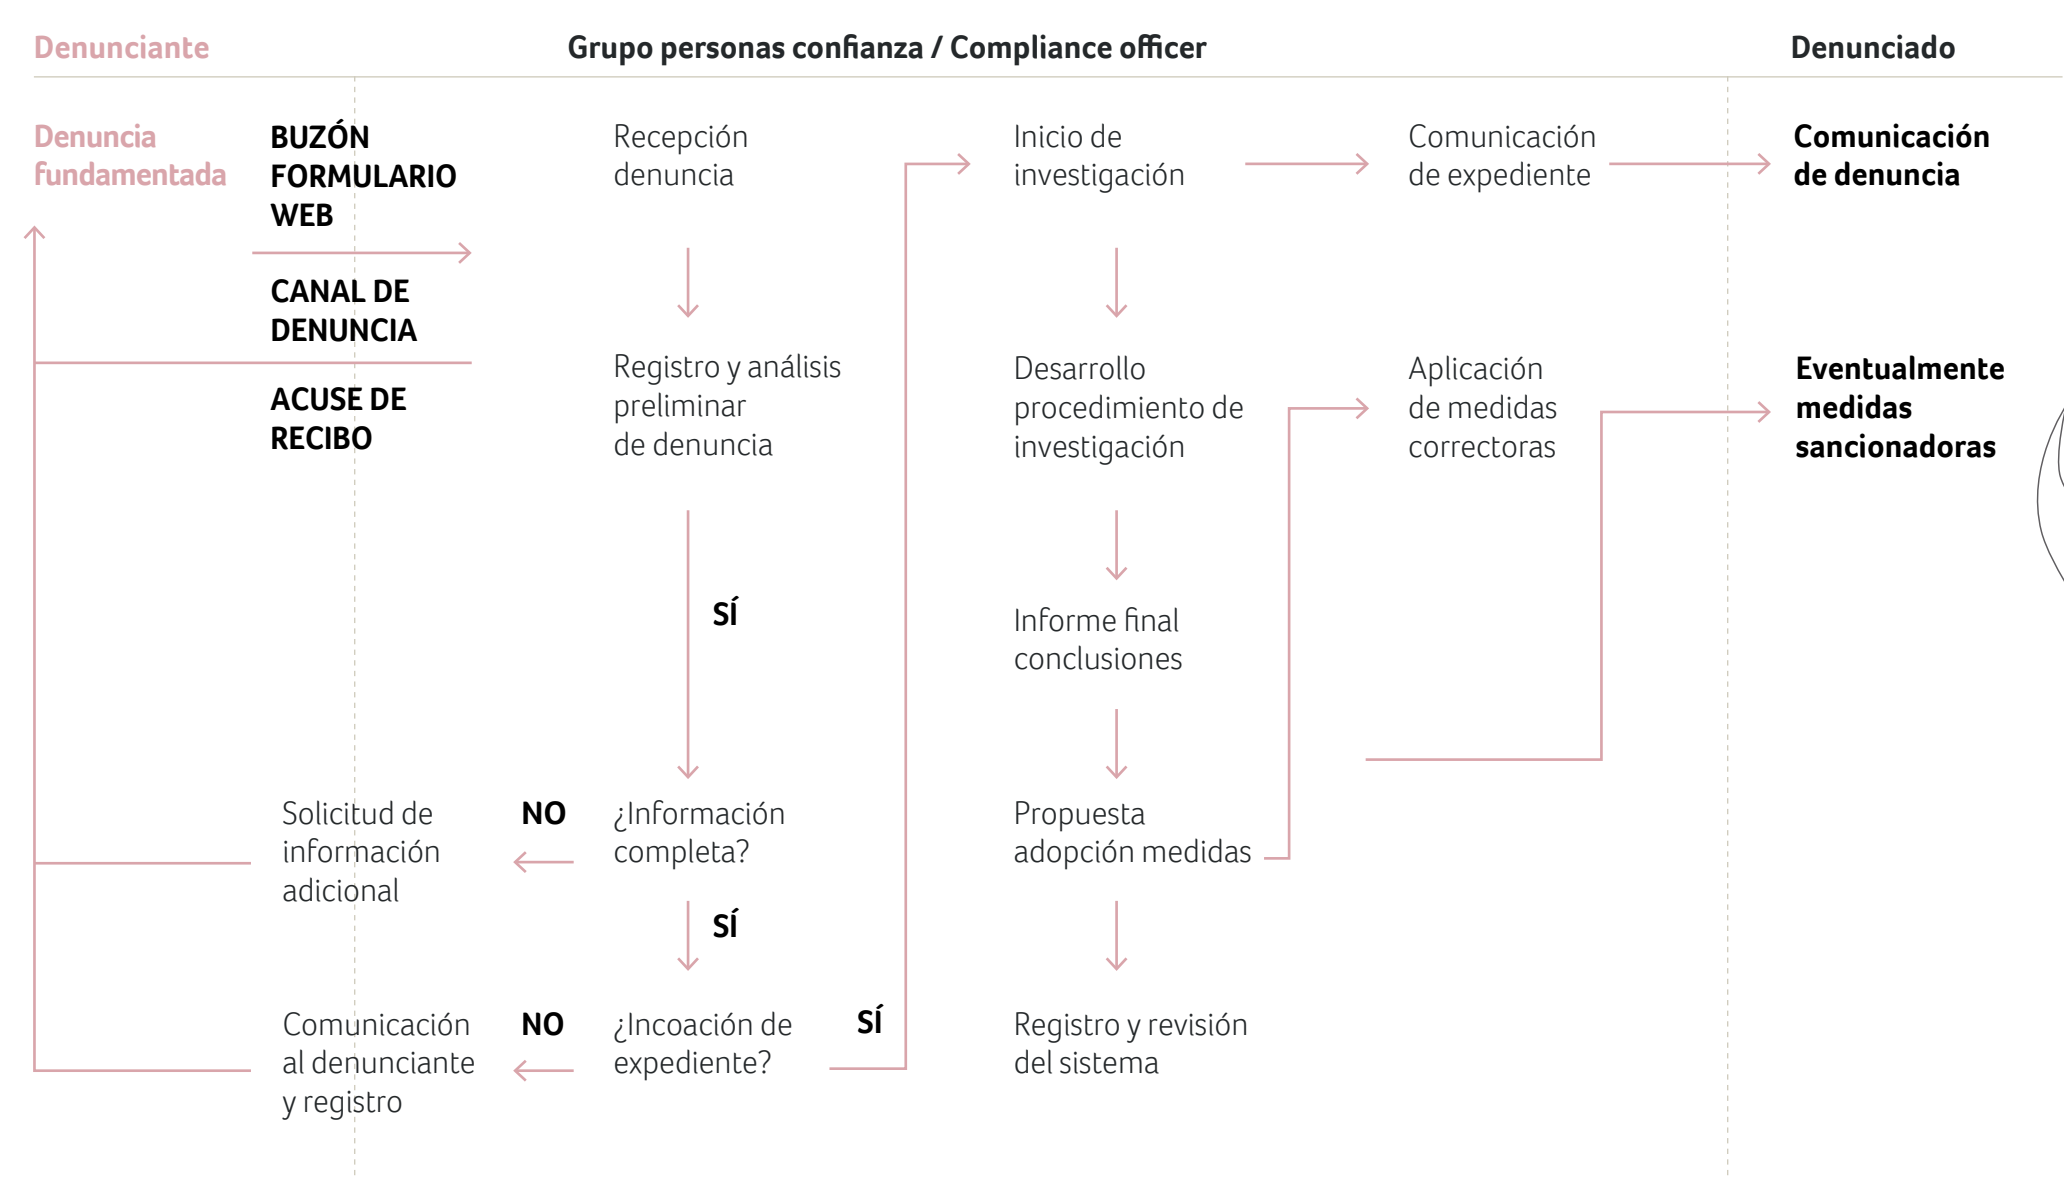 Denunciante
Grupo personas confianza / Compliance officer
Denunciado
Denuncia
fundamentada
BUZÓN
FORMULARIO
WEB
CANAL DE
DENUNCIA
ACUSE DE
RECIBO
Recepción
denuncia
Registro y análisis
preliminar
de denuncia
SÍ
¿Información
completa?
NO
Solicitud de
información
adicional
SÍ
¿Incoación de
expediente?
NO
Comunicación
al denunciante
y registro
SÍ
Inicio de
investigación
Desarrollo
procedimiento de
investigación
Informe final
conclusiones
Propuesta
adopción medidas
Registro y revisión
del sistema
Comunicación
de expediente
Aplicación
de medidas
correctoras
Comunicación
de denuncia
Eventualmente
medidas
sancionadoras